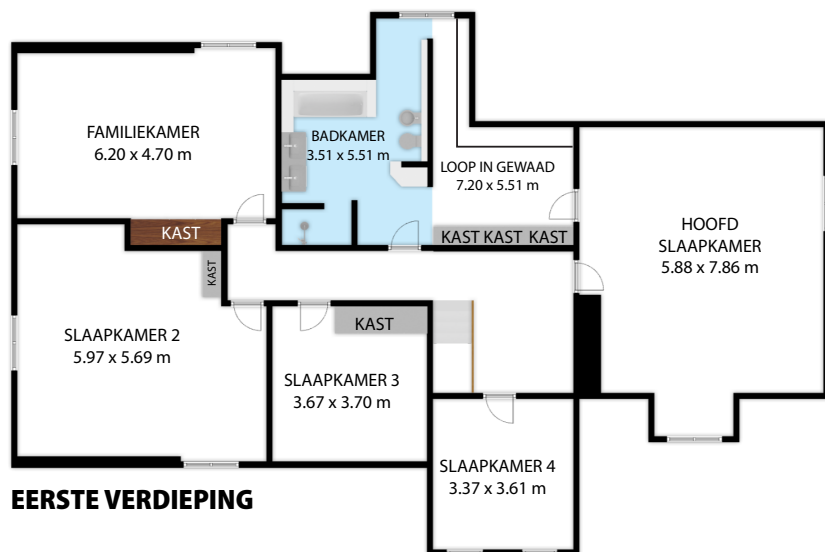 FAMILIEKAMER
6.20 x 4.70 m
BADKAMER
3.51 x 5.51 m
LOOP IN GEWAAD
7.20 x 5.51 m
KAST
KAST KAST KAST
HOOFD
SLAAPKAMER
5.88 x 7.86 m
KAST
SLAAPKAMER 2
5.97 x 5.69 m
KAST
SLAAPKAMER 3
3.67 x 3.70 m
SLAAPKAMER 4
3.37 x 3.61 m
EERSTE VERDIEPING